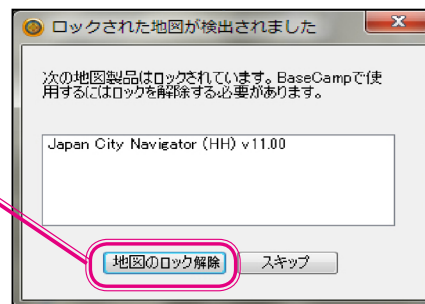 ロックされた地図が検出されました
次の地図製品はロックされています。BaseCampで使
用するにはロックを解除する必要があります。
Japan City Navigator (HH) v11.00
地図のロック解除
スキップ